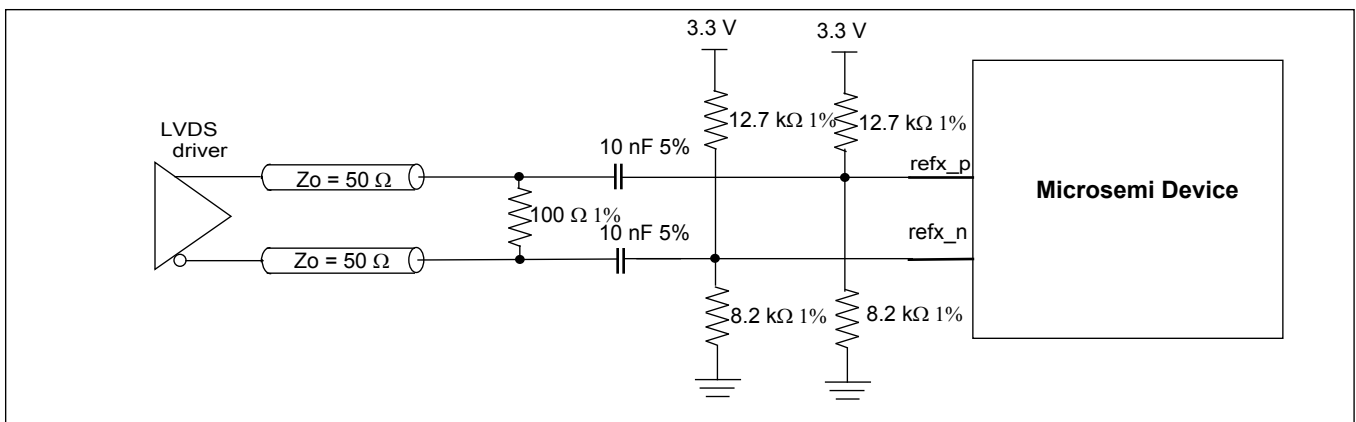 3.3 V
3.3 V
12.7 kΩ 1%
12.7 kΩ 1%
LVDS
driver
10 nF 5%
Zo = 50 Ω
refx_p
Microsemi Device
100 Ω 1%
10 nF 5%
refx_n
Zo = 50 Ω
8.2 kΩ 1%
8.2 kΩ 1%